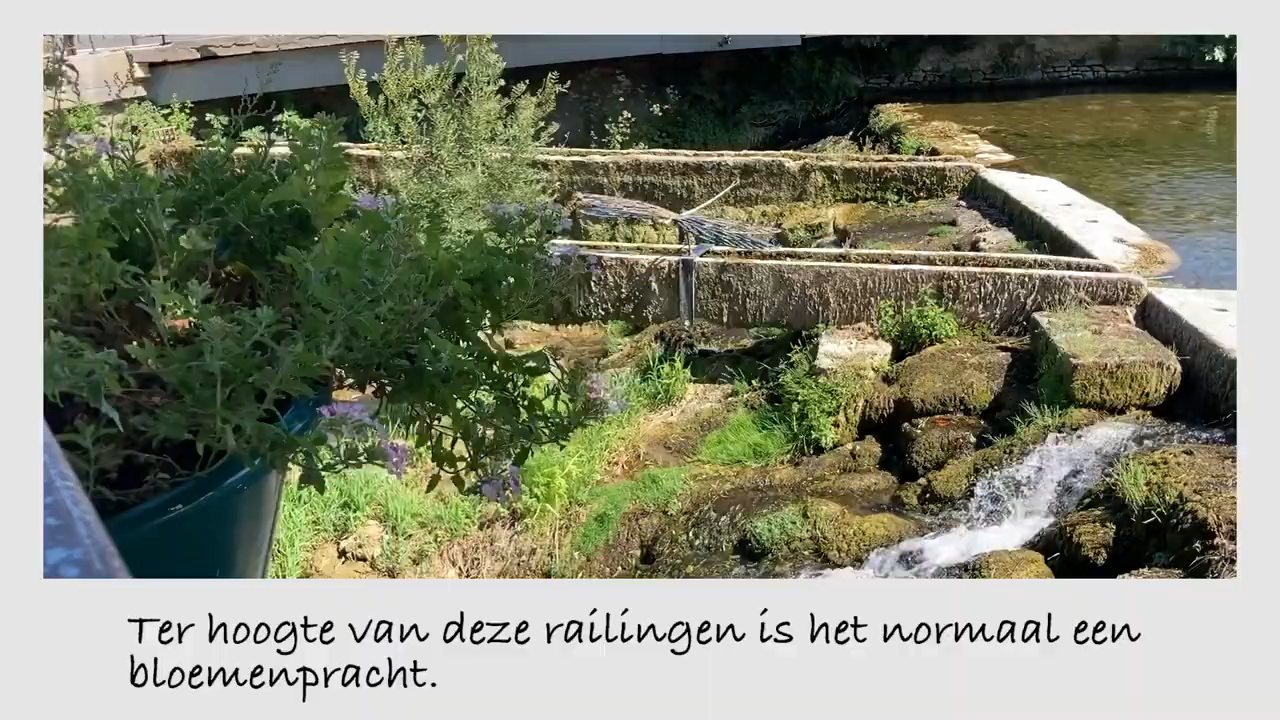 Ter hoogte van deze railingen is het normaal een
bloemenpracht.